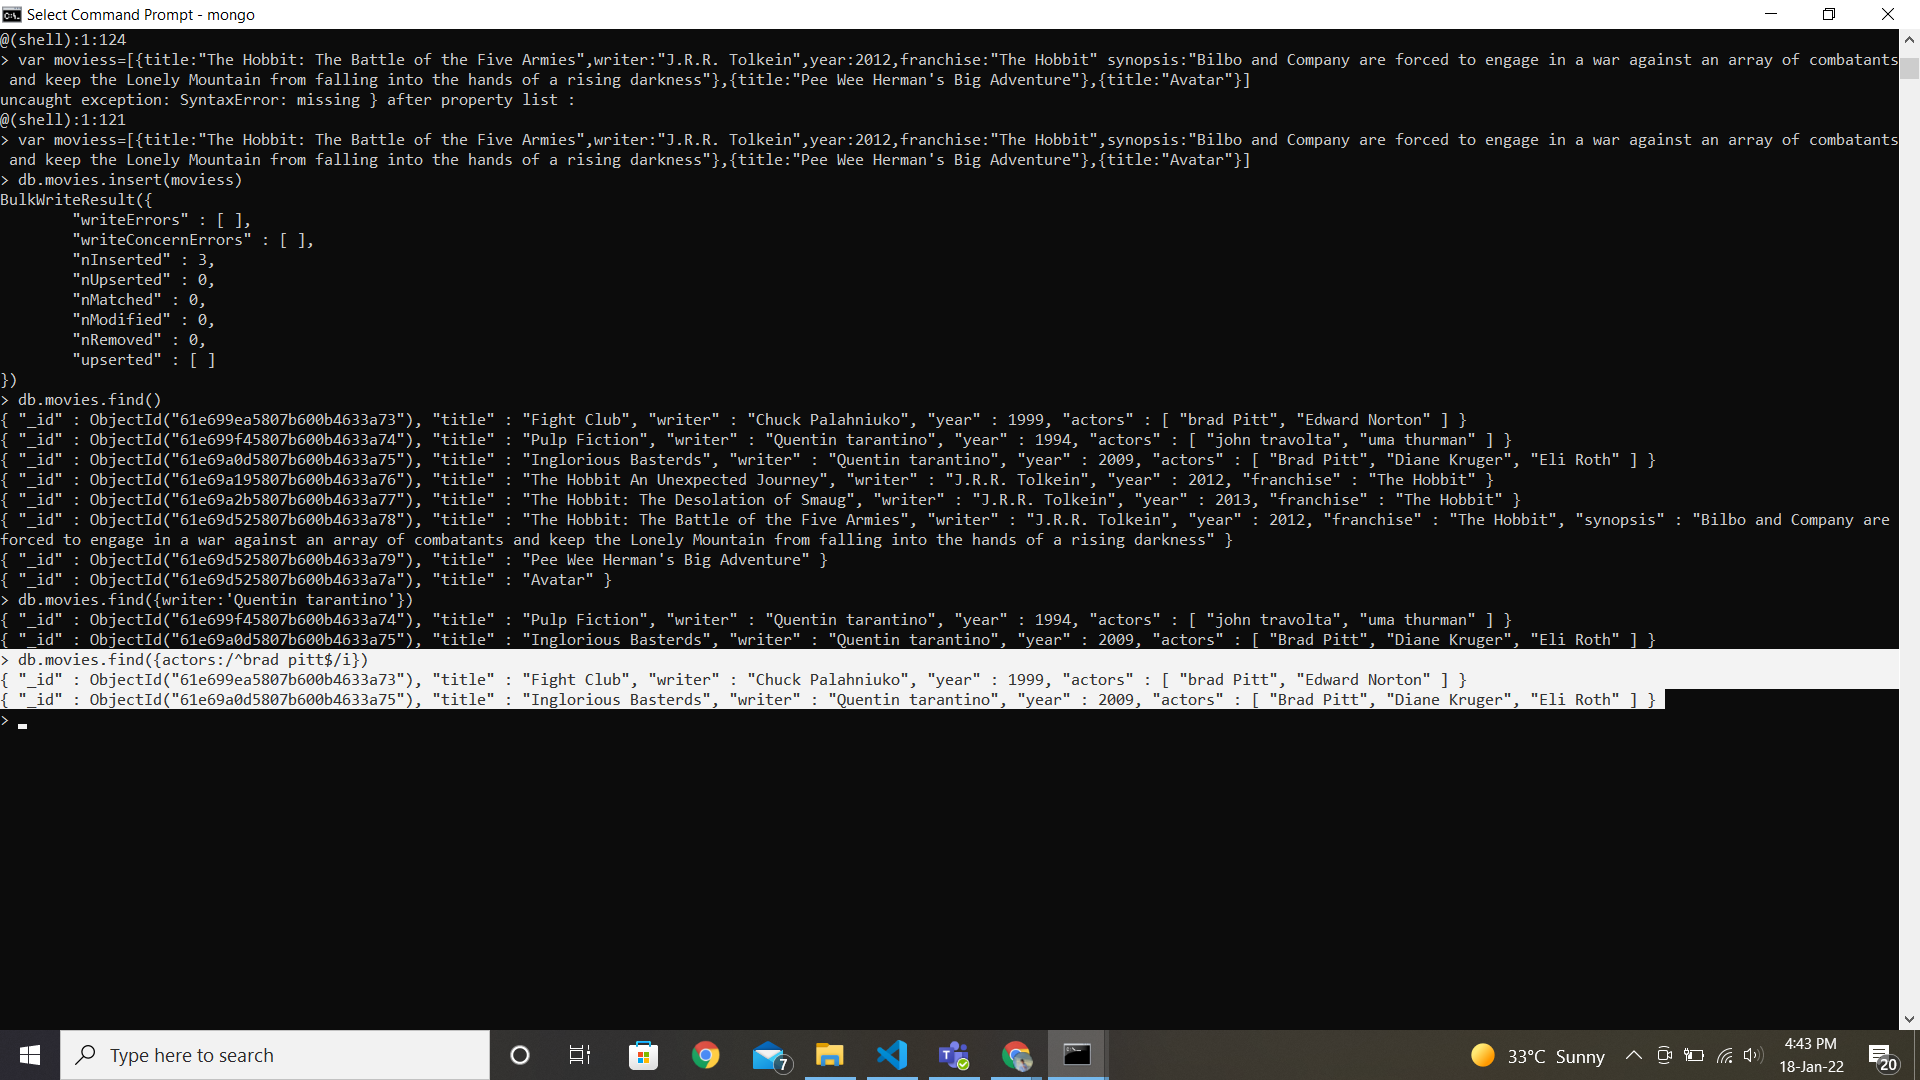 Select Command Prompt - mongo
@(shell):1:124
> var moviess=[{title:"The Hobbit: The Battle of the Five Armies",writer:"J.R.R. Tolkein",year:2012,franchise:"The Hobbit" synopsis:"Bilbo and Company are forced to engage in a war against an array of combatants
 and keep the Lonely Mountain from falling into the hands of a rising darkness"},{title:"Pee Wee Herman's Big Adventure"},{title:"Avatar"}]
uncaught exception: SyntaxError: missing } after property list :
@(shell):1:121
> var moviess=[{title:"The Hobbit: The Battle of the Five Armies",writer:"J.R.R. Tolkein",year:2012,franchise:"The Hobbit",synopsis:"Bilbo and Company are forced to engage in a war against an array of combatants
 and keep the Lonely Mountain from falling into the hands of a rising darkness"},{title:"Pee Wee Herman's Big Adventure"},{title:"Avatar"}]
> db.movies.insert(moviess)
BulkWriteResult({
        "writeErrors" : [ ],
        "writeConcernErrors" : [ ],
        "nInserted" : 3,
        "nUpserted" : 0,
        "nMatched" : 0,
        "nModified" : 0,
        "nRemoved" : 0,
        "upserted" : [ ]
})
> db.movies.find()
{ "_id" : ObjectId("61e699ea5807b600b4633a73"), "title" : "Fight Club", "writer" : "Chuck Palahniuko", "year" : 1999, "actors" : [ "brad Pitt", "Edward Norton" ] }
{ "_id" : ObjectId("61e699f45807b600b4633a74"), "title" : "Pulp Fiction", "writer" : "Quentin tarantino", "year" : 1994, "actors" : [ "john travolta", "uma thurman" ] }
{ "_id" : ObjectId("61e69a0d5807b600b4633a75"), "title" : "Inglorious Basterds", "writer" : "Quentin tarantino", "year" : 2009, "actors" : [ "Brad Pitt", "Diane Kruger", "Eli Roth" ] }
{ "_id" : ObjectId("61e69a195807b600b4633a76"), "title" : "The Hobbit An Unexpected Journey", "writer" : "J.R.R. Tolkein", "year" : 2012, "franchise" : "The Hobbit" }
{ "_id" : ObjectId("61e69a2b5807b600b4633a77"), "title" : "The Hobbit: The Desolation of Smaug", "writer" : "J.R.R. Tolkein", "year" : 2013, "franchise" : "The Hobbit" }
{ "_id" : ObjectId("61e69d525807b600b4633a78"), "title" : "The Hobbit: The Battle of the Five Armies", "writer" : "J.R.R. Tolkein", "year" : 2012, "franchise" : "The Hobbit", "synopsis" : "Bilbo and Company are
forced to engage in a war against an array of combatants and keep the Lonely Mountain from falling into the hands of a rising darkness" }
{ "_id" : ObjectId("61e69d525807b600b4633a79"), "title" : "Pee Wee Herman's Big Adventure" }
{ "_id" : ObjectId("61e69d525807b600b4633a7a"), "title" : "Avatar" }
> db.movies.find({writer:'Quentin tarantino'})
{ "_id" : ObjectId("61e699f45807b600b4633a74"), "title" : "Pulp Fiction", "writer" : "Quentin tarantino", "year" : 1994, "actors" : [ "john travolta", "uma thurman" ] }
{ "_id" : ObjectId("61e69a0d5807b600b4633a75"), "title" : "Inglorious Basterds", "writer" : "Quentin tarantino", "year" : 2009, "actors" : [ "Brad Pitt", "Diane Kruger", "Eli Roth" ] }
> db.movies.find({actors:/^brad pitt$/i})
{ "_id" : ObjectId("61e699ea5807b600b4633a73"), "title" : "Fight Club", "writer" : "Chuck Palahniuko", "year" : 1999, "actors" : [ "brad Pitt", "Edward Norton" ] }
{ "_id" : ObjectId("61e69a0d5807b600b4633a75"), "title" : "Inglorious Basterds", "writer" : "Quentin tarantino", "year" : 2009, "actors" : [ "Brad Pitt", "Diane Kruger", "Eli Roth" ] }
>
Type here to search
7
33°C Sunny
4:43 PM
18-Jan-22
20